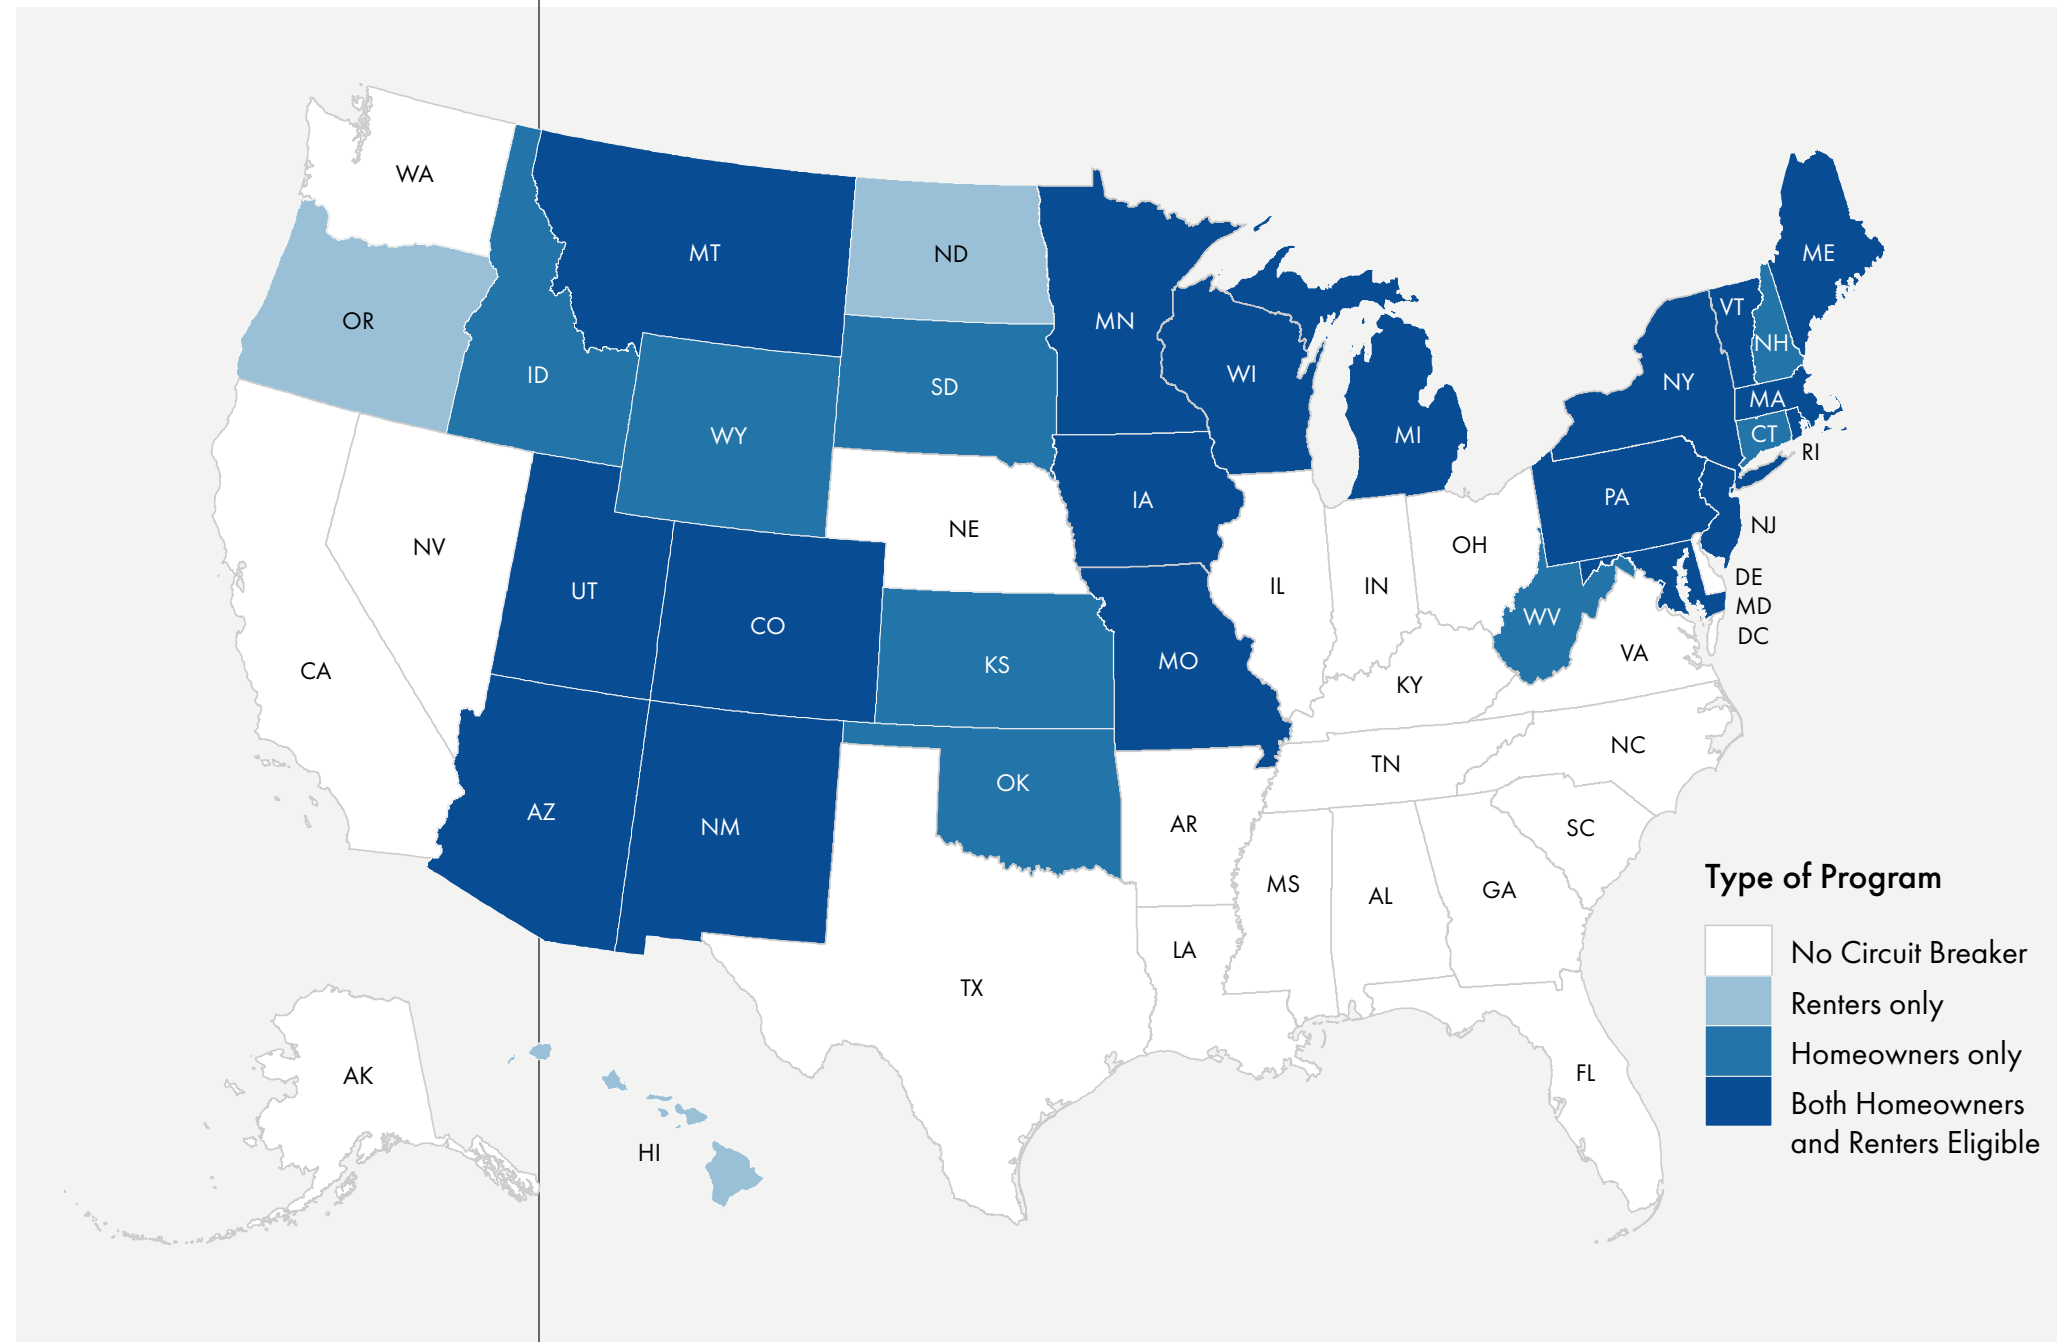 WA
MT
ND
ME
OR
MN
VT
ID
SD
WI
NH
NY
MA
WY
MI
CT
RI
IA
PA
NE
NJ
NV
OH
UT
IL
IN
DE
CO
MD
WV
DC
CA
KS
MO
KY
VA
NC
TN
OK
AZ
NM
AR
SC
MS
AL
GA
LA
TX
AK
FL
HI
Type of Program
No Circuit Breaker
Renters only
Homeowners only
Both Homeowners
and Renters Eligible